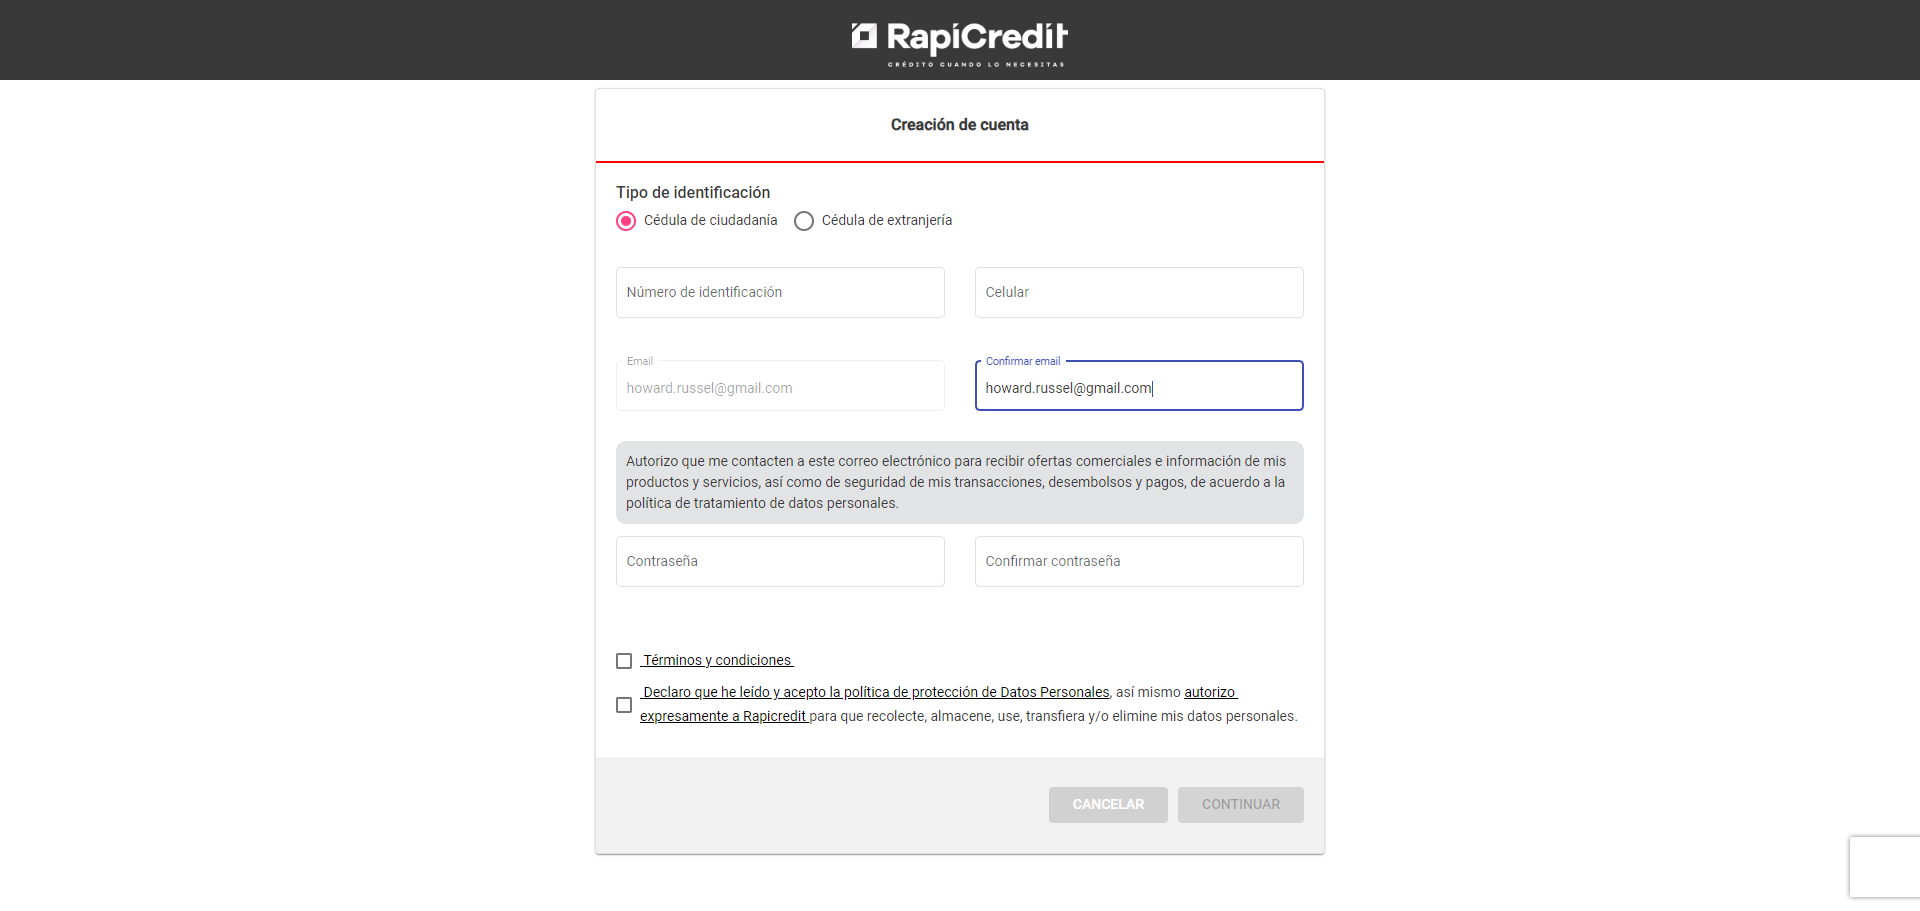 RapiCredit
CRÉDITO CUANDO LO NECESITAS
Creación de cuenta
Tipo de identificación
Cédula de ciudadanía Cédula de extranjería
Número de identificación Celular
Email Confirmar email
howard.russel@gmail.com howard.russel@gmail.com
Autorizo que me contacten a este correo electrónico para recibir ofertas comerciales e información de mis
productos y servicios, así como de seguridad de mis transacciones, desembolsos y pagos, de acuerdo a la
política de tratamiento de datos personales.
Contraseña Confirmar contraseña
Términos y condiciones
Declaro que he leído y acepto la política de protección de Datos Personales, así mismo autorizo
expresamente a Rapicredit para que recolecte, almacene, use, transfiera y/o elimine mis datos personales.
CANCELAR CONTINUAR